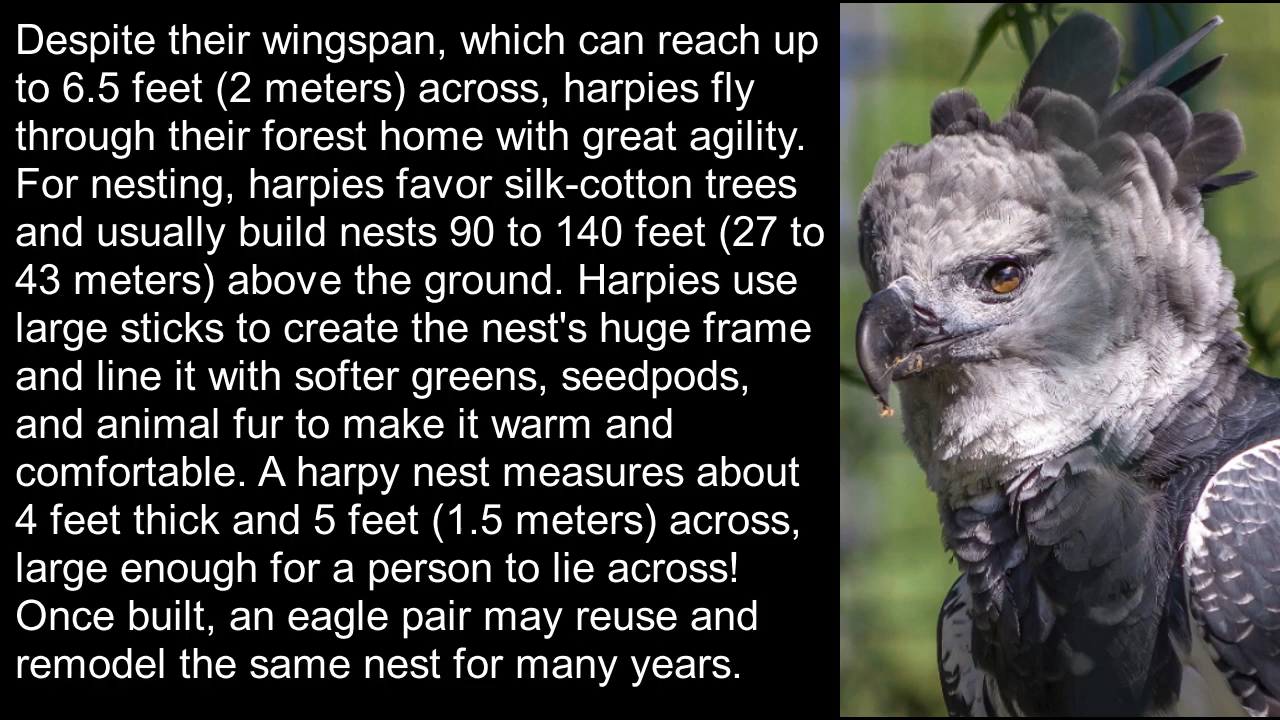 Despite their wingspan, which can reach up
to 6.5 feet (2 meters) across, harpies fly
through their forest home with great agility.
For nesting, harpies favor silk-cotton trees
and usually build nests 90 to 140 feet (27 to
43 meters) above the ground. Harpies use
large sticks to create the nest's huge frame
and line it with softer greens, seedpods,
and animal fur to make it warm and
comfortable. A harpy nest measures about
4 feet thick and 5 feet (1.5 meters) across,
large enough for a person to lie across!
Once built, an eagle pair may reuse and
remodel the same nest for many years.